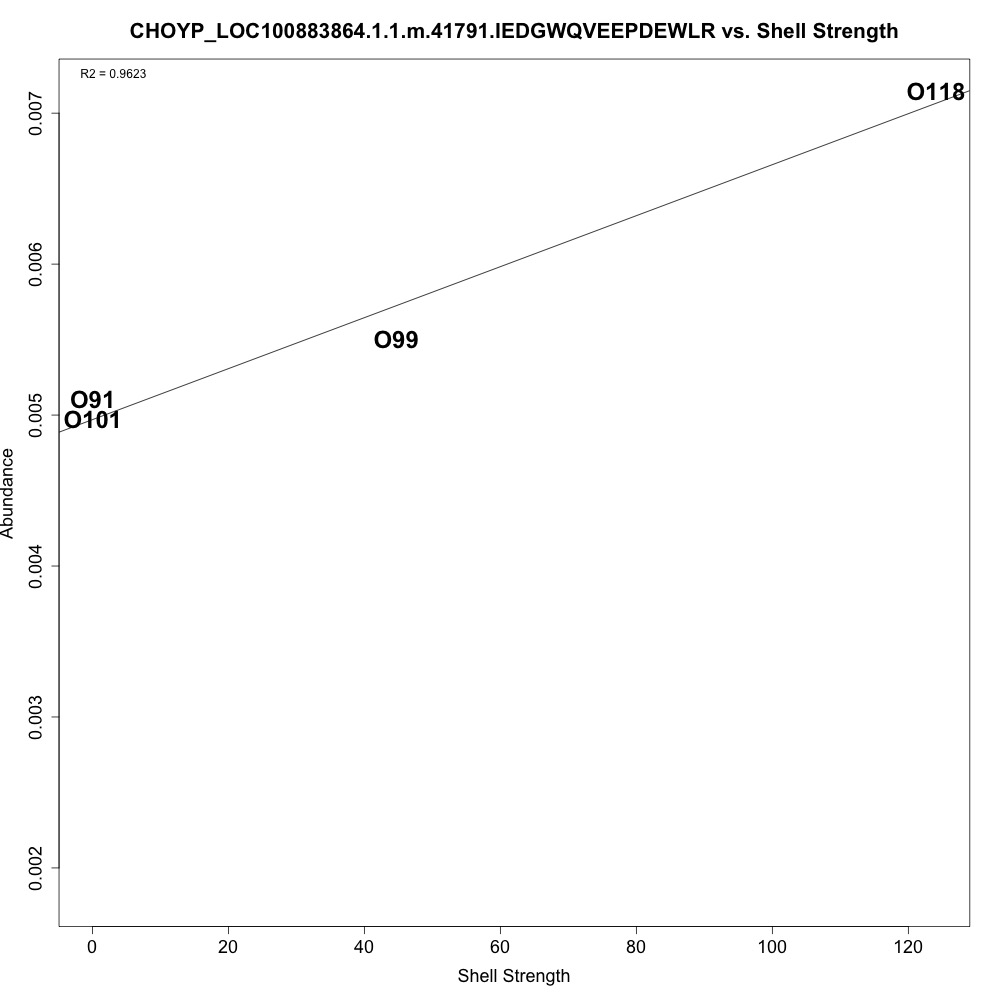 CHOYP_LOC100883864.1.1.m.41791.IEDGWQVEEPDEWLR vs. Shell Strength
R2 = 0.9623
O118
0.007
0.006
O99
O91
0.005
O101
Abundance
0.004
0.003
0.002
0 20 40 60 80 100 120
Shell Strength